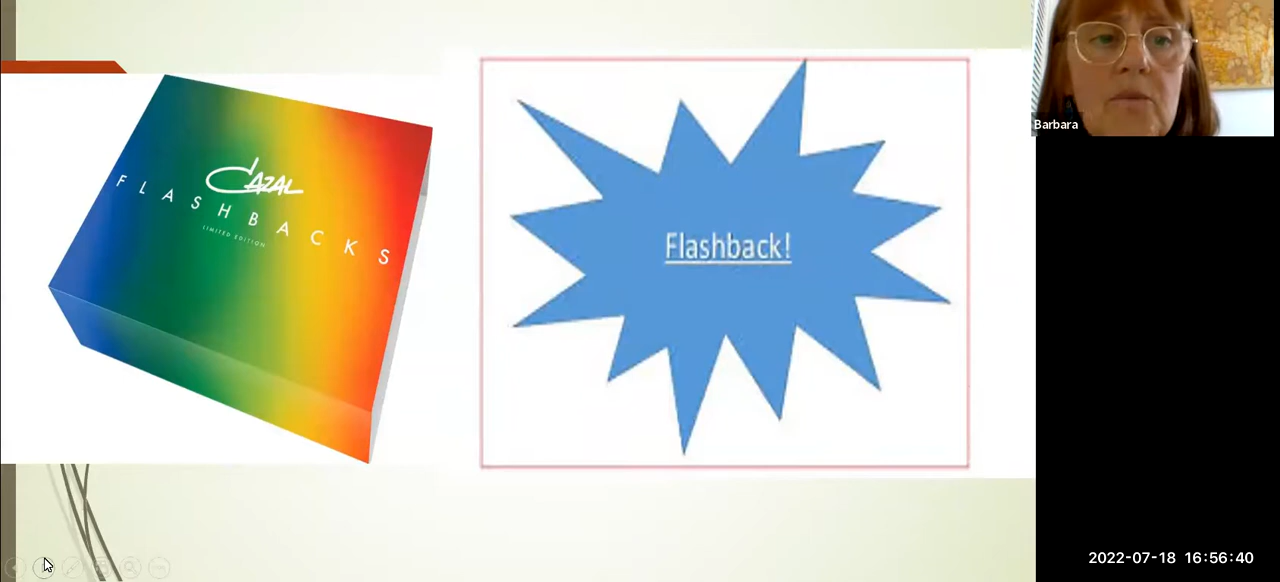 CAZAL
FLASHBACKS
LIMITED EDITION
Flashback!
Barbara
2022-07-18 16:56:40